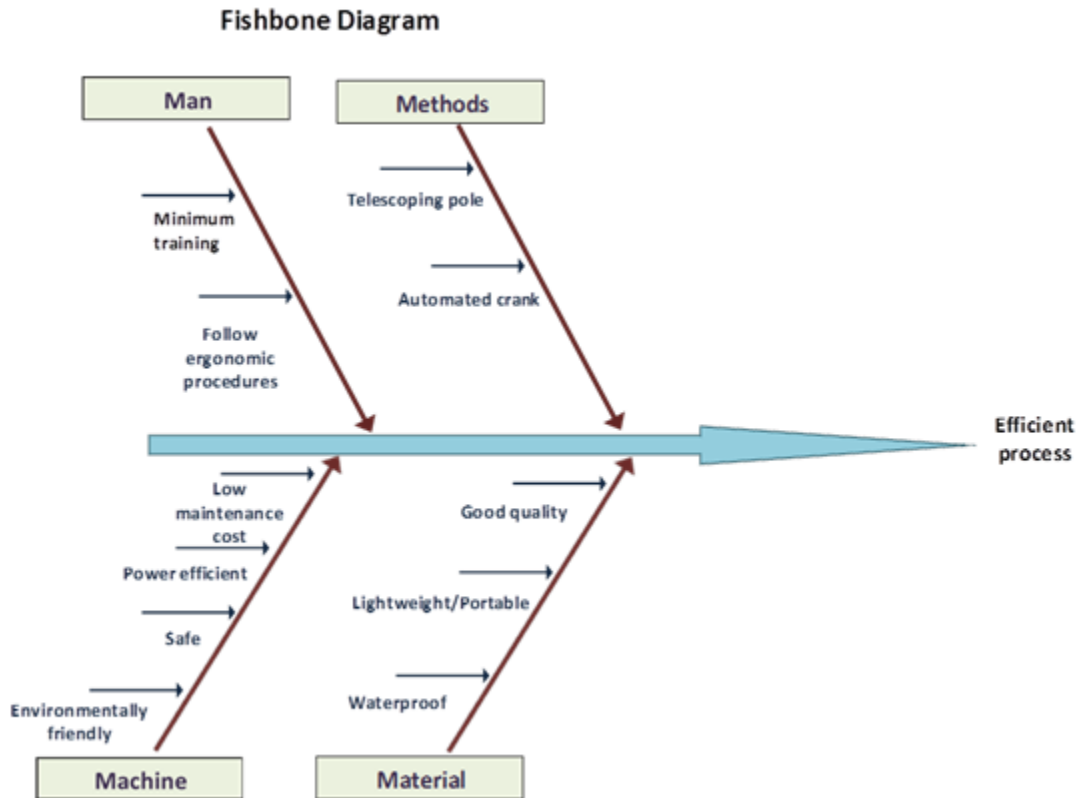 Fishbone Diagram
Man
Methods
Minimum
training
Follow
ergonomic
procedures
Telescoping pole
Automated crank
Efficient
process
Low
maintenance
cost
Power efficient
Safe
Environmentally
friendly
Good quality
Lightweight/Portable
Waterproof
Machine
Material